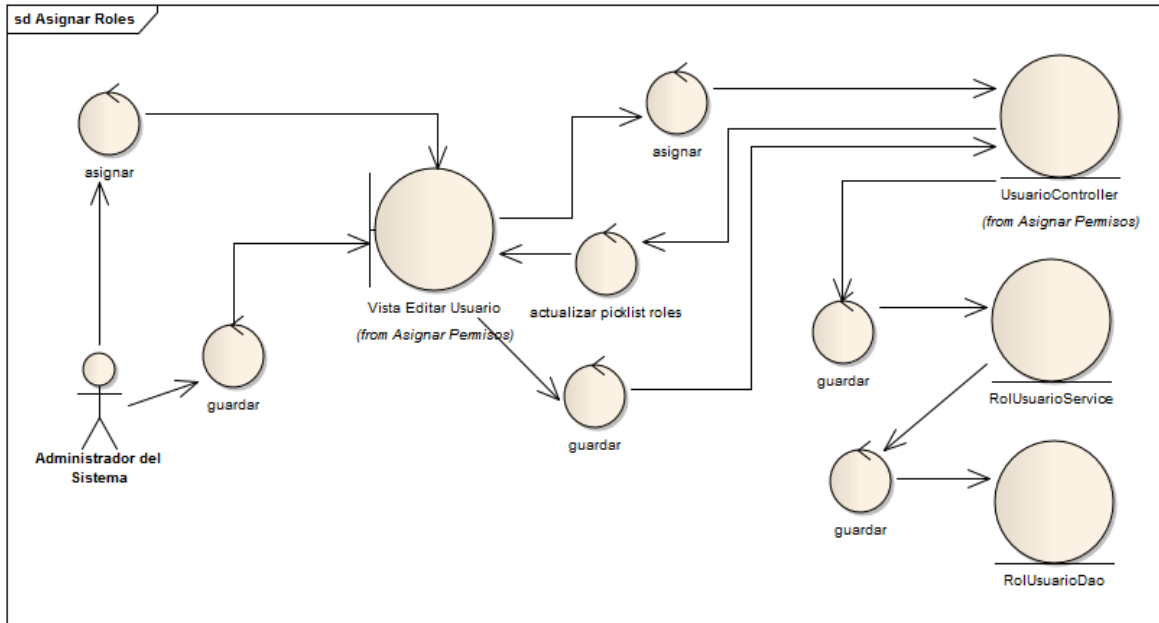 sd Asignar Roles
asignar
asignar
UsuarioController
(from Asignar Permisos)
Vista Editar Usuario
(from Asignar Permisos)
actualizar picklist roles
guardar
guardar
RolUsuarioService
guardar
Administrador del
Sistema
guardar
RolUsuarioDao